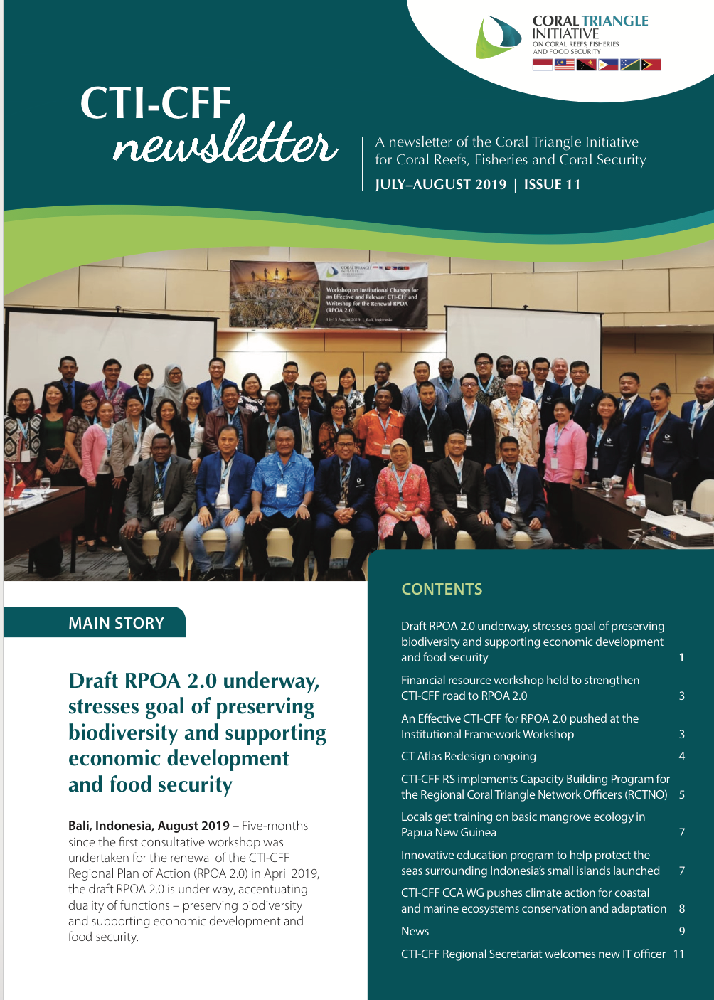 CORAL TRIANGLE
INITIATIVE
ON CORAL REEFS, FISHERIES
AND FOOD SECURITY
CTI-CFF
newsletter
A newsletter of the Coral Triangle Initiative
for Coral Reefs, Fisheries and Coral Security
JULY–AUGUST 2019 | ISSUE 11
CORAL TRIANGLE
INITIATIVE
Workshop on Institutional Changes for
an Effective and Relevant CTI-CFF and
Writeshop for the Renewal RPOA
(RPOA 2.0)
13-15 August 2019 | Bali, Indonesia
MAIN STORY
Draft RPOA 2.0 underway,
stresses goal of preserving
biodiversity and supporting
economic development
and food security
Bali, Indonesia, August 2019 – Five-months
since the first consultative workshop was
undertaken for the renewal of the CTI-CFF
Regional Plan of Action (RPOA 2.0) in April 2019,
the draft RPOA 2.0 is under way, accentuating
duality of functions – preserving biodiversity
and supporting economic development and
food security.
CONTENTS
Draft RPOA 2.0 underway, stresses goal of preserving
biodiversity and supporting economic development
and food security 1
Financial resource workshop held to strengthen
CTI-CFF road to RPOA 2.0 3
An Effective CTI-CFF for RPOA 2.0 pushed at the
Institutional Framework Workshop 3
CT Atlas Redesign ongoing 4
CTI-CFF RS implements Capacity Building Program for
the Regional Coral Triangle Network Officers (RCTNO) 5
Locals get training on basic mangrove ecology in
Papua New Guinea 7
Innovative education program to help protect the
seas surrounding Indonesia's small islands launched 7
CTI-CFF CCA WG pushes climate action for coastal
and marine ecosystems conservation and adaptation 8
News 9
CTI-CFF Regional Secretariat welcomes new IT officer 11